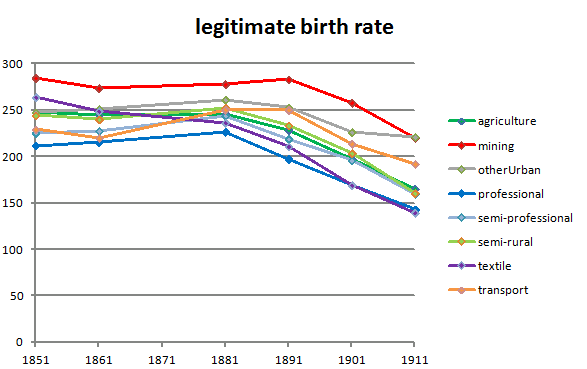 legitimate birth rate
300
250
200
150
100
50
0
1851 1861 1871 1881 1891 1901 1911
agriculture
mining
otherUrban
professional
semi-professional
semi-rural
textile
transport